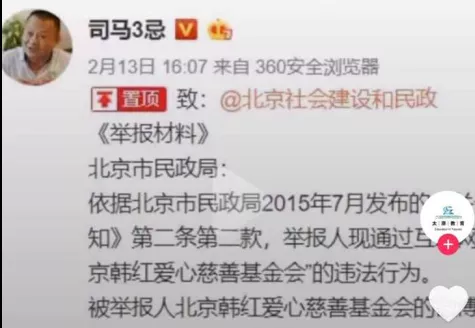 司马3忌
2月13日 16:07 来自 360安全浏览器
置顶 致：@北京社会建设和民政
《举报材料》
北京市民政局：
依据北京市民政局2015年7月发布的
知》第二条第二款，举报人现通过互
京韩红爱心慈善基金会”的违法行为。
被举报人北京韩红爱心慈善基金会的